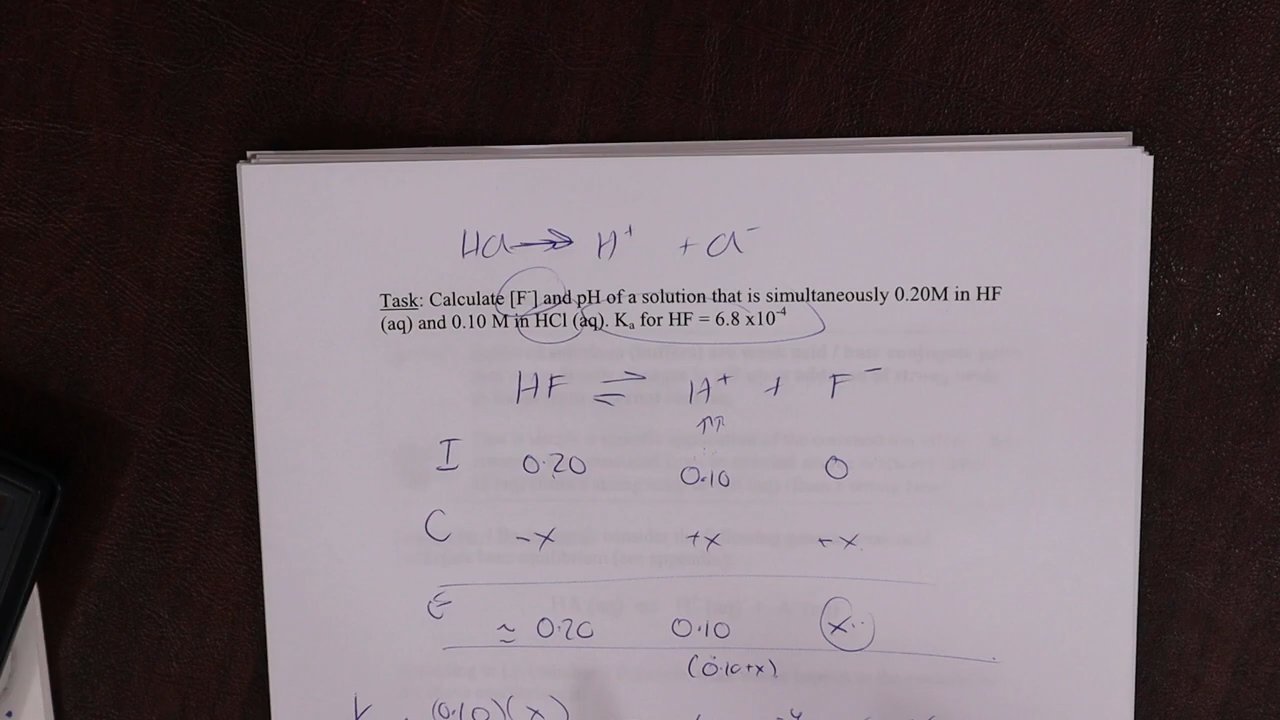 HCl →> H⁺ + Cl⁻
Task: Calculate [F⁻] and pH of a solution that is simultaneously 0.20M in HF
(aq) and 0.10 M in HCl (aq). Kₐ for HF = 6.8 x10⁻⁴
HF ⇌ H⁺ + F⁻
↑↑
I 0.20 0.10 0
C -x +x +x
E ≈ 0.20 0.10 x
(0.10+x)
(0.10)(x)